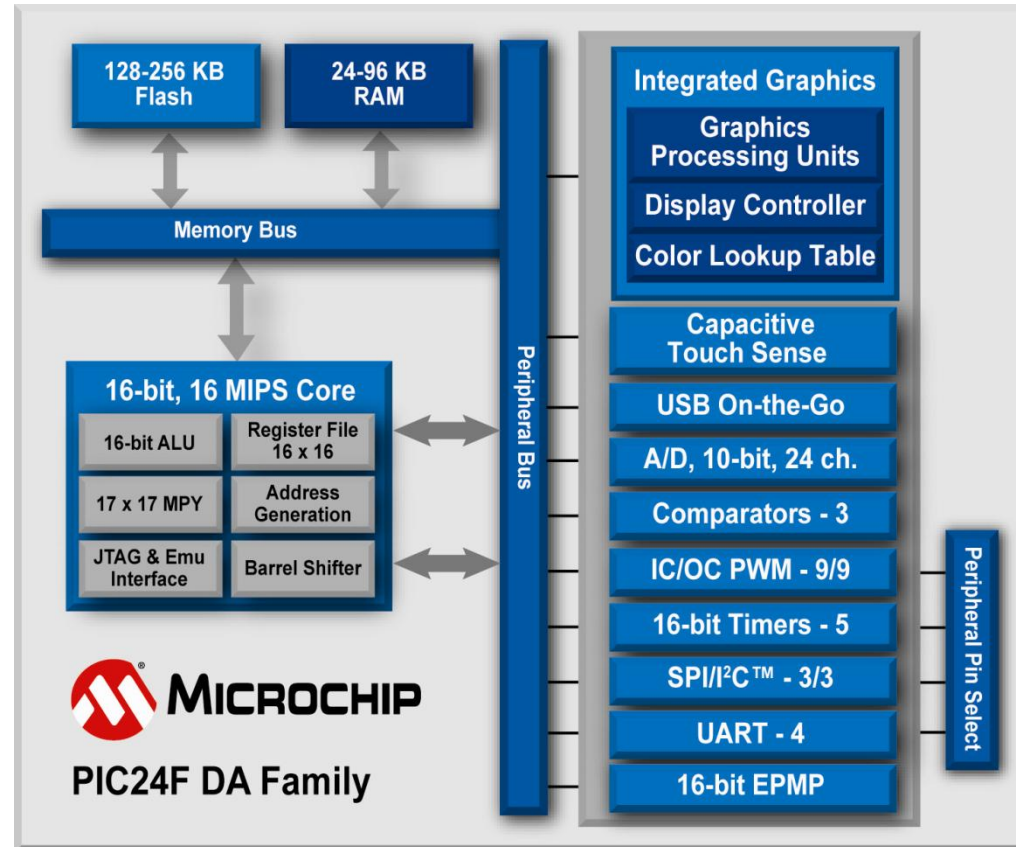 128-256 KB
Flash
24-96 KB
RAM
Memory Bus
16-bit, 16 MIPS Core
16-bit ALU
Register File
16 x 16
17 x 17 MPY
Address
Generation
JTAG & Emu
Interface
Barrel Shifter
Peripheral Bus
Integrated Graphics
Graphics
Processing Units
Display Controller
Color Lookup Table
Capacitive
Touch Sense
USB On-the-Go
A/D, 10-bit, 24 ch.
Comparators - 3
IC/OC PWM - 9/9
16-bit Timers - 5
SPI/I²C™ - 3/3
UART - 4
16-bit EPMP
Peripheral Pin Select
®
MICROCHIP
PIC24F DA Family